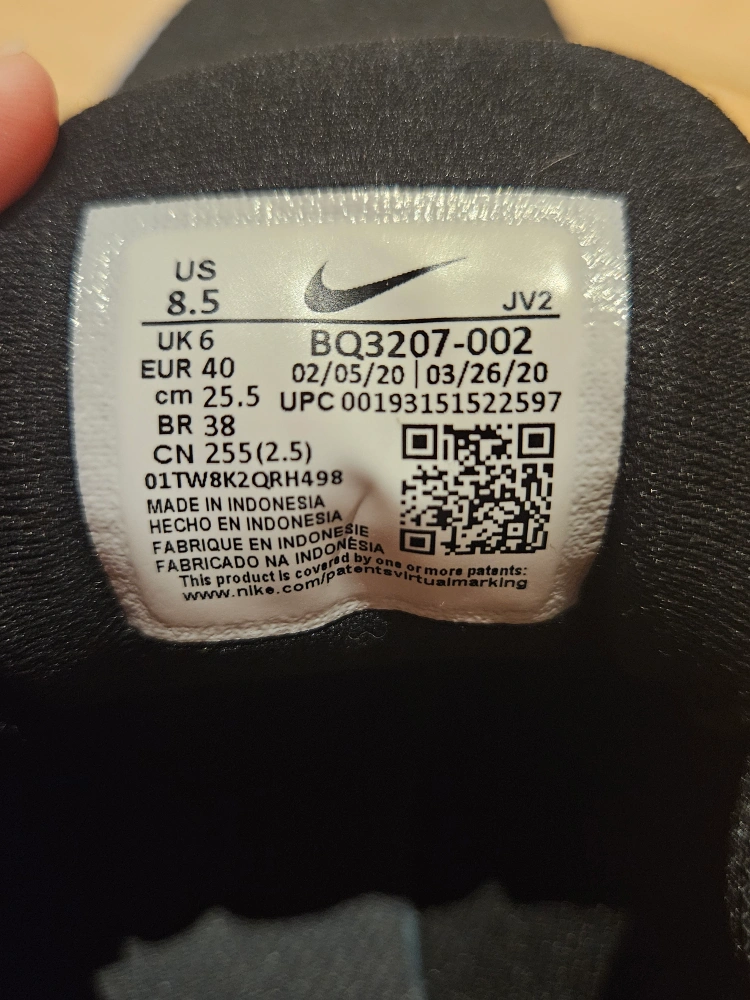 US
8.5
JV2
UK 6
EUR 40
cm 25.5
BR 38
CN 255(2.5)
BQ3207-002
02/05/20 | 03/26/20
UPC 00193151522597
01TW8K2QRH498
MADE IN INDONESIA
HECHO EN INDONESIA
FABRIQUE EN INDONESIE
FABRICADO NA INDONÉSIA
This product is covered by one or more patents:
www.nike.com/patentsvirtualmarking